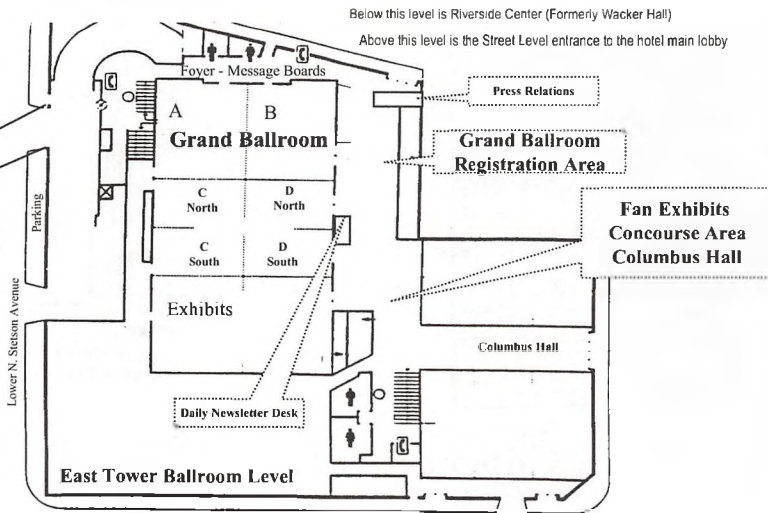 Below this level is Riverside Center (Formerly Wacker Hall)
Above this level is the Street Level entrance to the hotel main lobby
Foyer - Message Boards
Press Relations
A
B
Grand Ballroom
Grand Ballroom
Registration Area
C
North
D
North
Fan Exhibits
Concourse Area
Columbus Hall
C
South
D
South
Parking
Exhibits
Lower N. Stetson Avenue
Columbus Hall
Daily Newsletter Desk
East Tower Ballroom Level